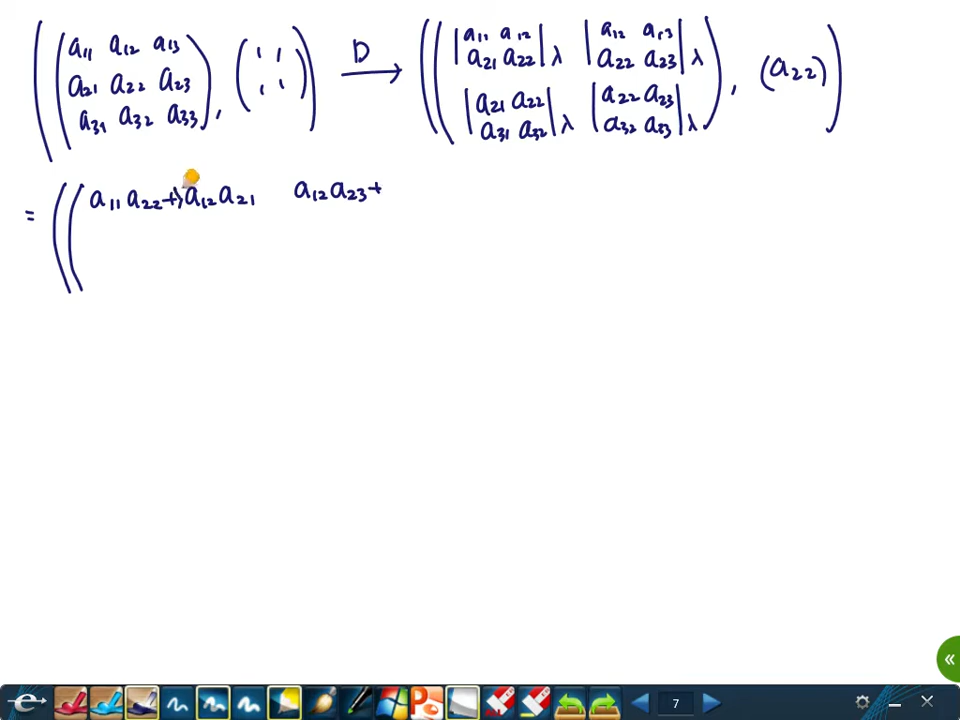 ( ( a11 a12 a13 a21 a22 a23 a31 a32 a33 ) , ( 1 1 1 1 ) ) D → ( ( |a11 a12 a21 a22|λ |a12 a13 a22 a23|λ |a21 a22 a31 a32|λ |a22 a23 a32 a33|λ ) , (a22) )
= ( ( a11 a22 + λ a12 a21 a12 a23 +
7